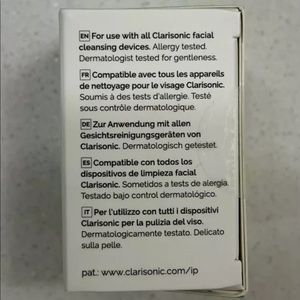 EN For use with all Clarisonic facial
cleansing devices. Allergy tested.
Dermatologist tested for gentleness.
FR Compatible avec tous les appareils
de nettoyage pour le visage Clarisonic.
Soumis à des tests d'allergie. Testé
sous contrôle dermatologique.
DE Zur Anwendung mit allen
Gesichtsreinigungsgeräten von
Clarisonic. Dermatologisch getestet.
ES Compatible con todos los
dispositivos de limpieza facial
Clarisonic. Sometidos a tests de alergia.
Testado bajo control dermatológico.
IT Per l'utilizzo con tutti i dispositivi
Clarisonic per la pulizia del viso.
Dermatologicamente testato. Delicato
sulla pelle.
pat.: www.clarisonic.com/ip